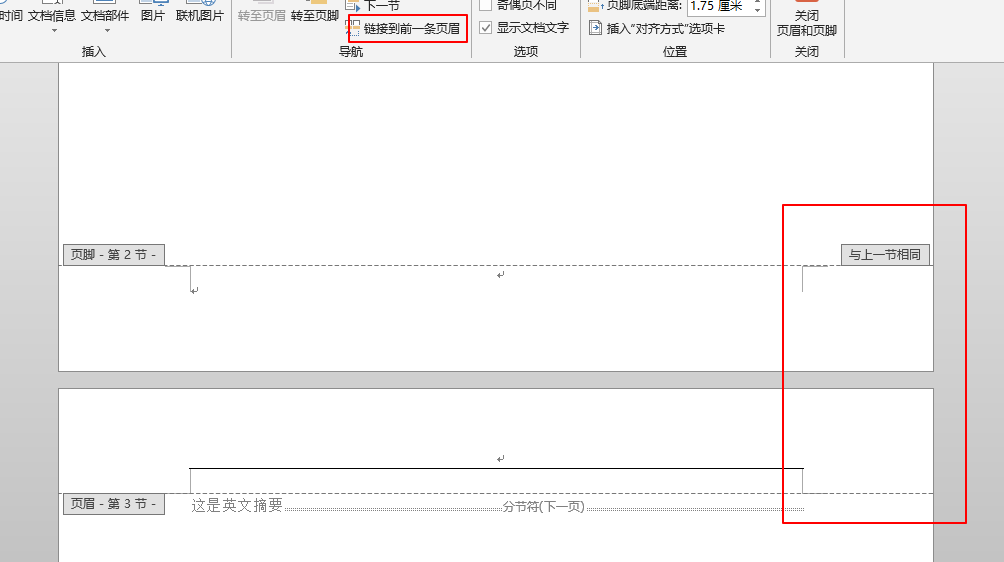 时间 文档信息 文档部件 图片 联机图片 转至页眉 转至页脚 下一节 奇偶页不同 页脚底端距离: 1.75 厘米 关闭
链接到前一条页眉 显示文档文字 插入“对齐方式”选项卡 页眉和页脚
插入 导航 选项 位置 关闭
页脚 - 第 2 节 - 与上一节相同
页眉 - 第 3 节 - 这是英文摘要 分节符(下一页)